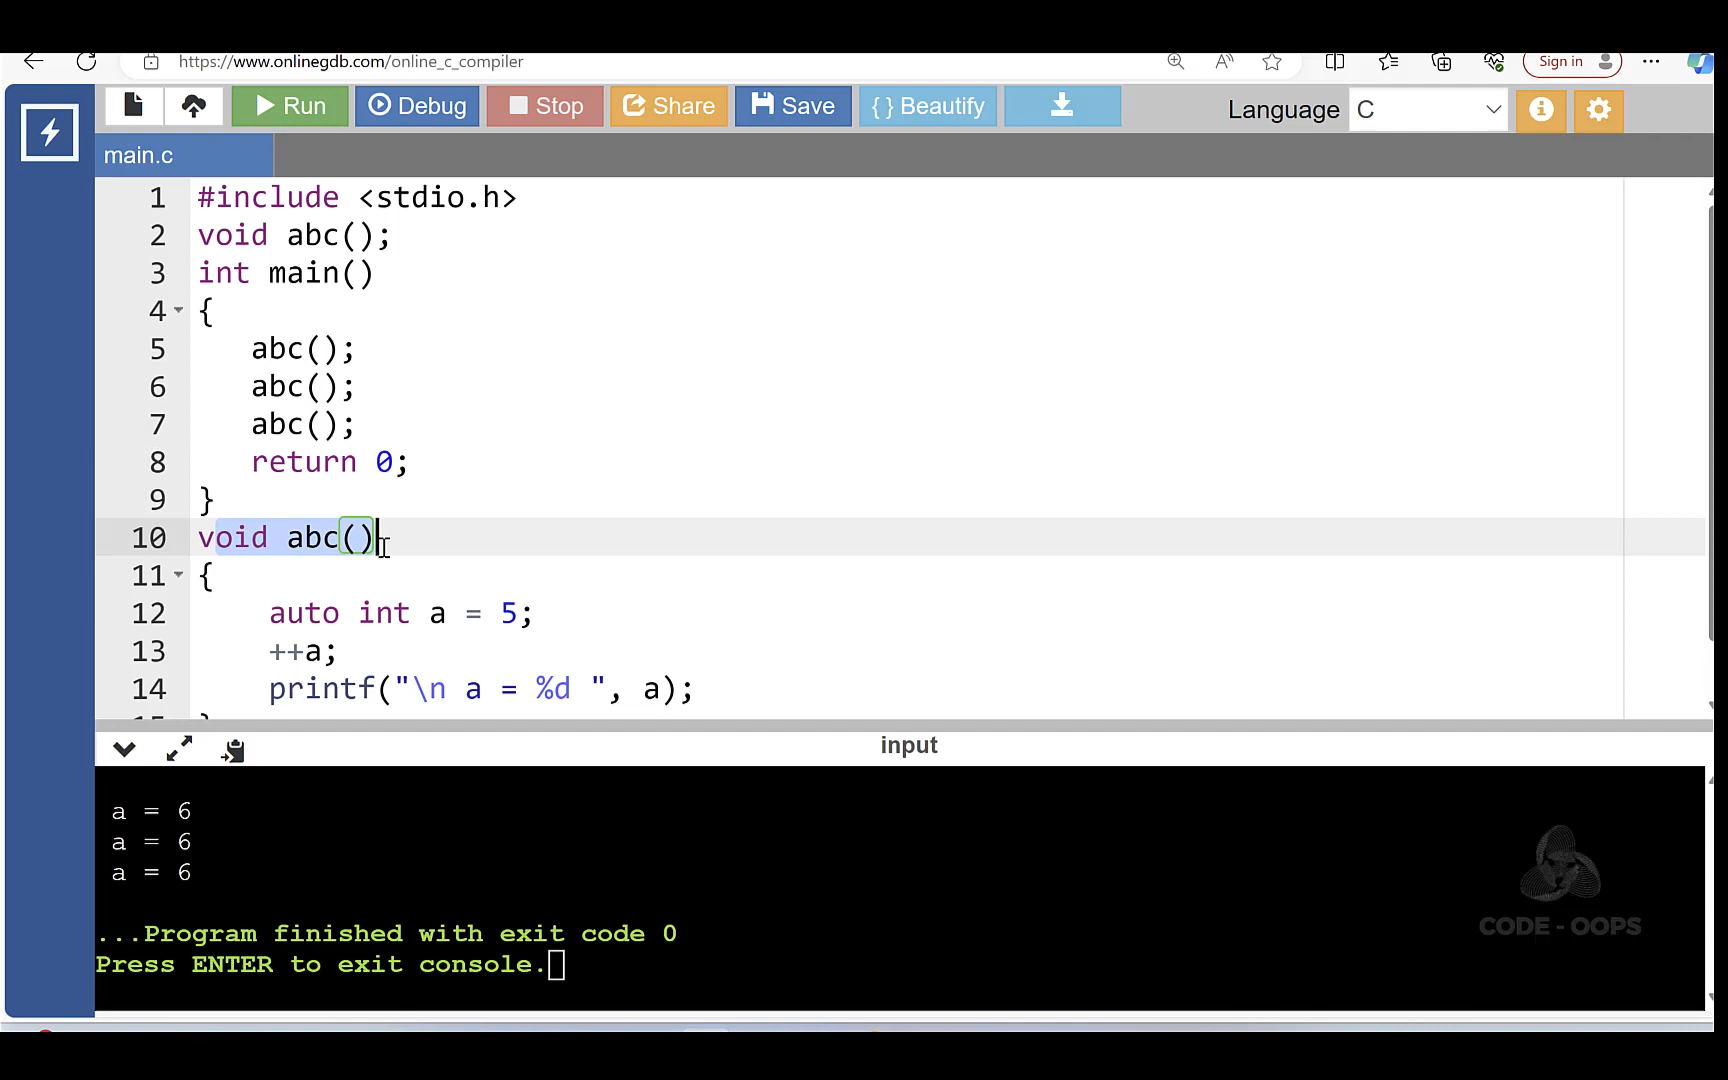 https://www.onlinegdb.com/online_c_compiler
Sign in
Run Debug Stop Share Save { } Beautify Language C
main.c
1 #include <stdio.h>
2 void abc();
3 int main()
4 {
5 abc();
6 abc();
7 abc();
8 return 0;
9 }
10 void abc()
11 {
12 auto int a = 5;
13 ++a;
14 printf("\n a = %d ", a);
input
a = 6
a = 6
a = 6
...Program finished with exit code 0
Press ENTER to exit console.
CODE - OOPS